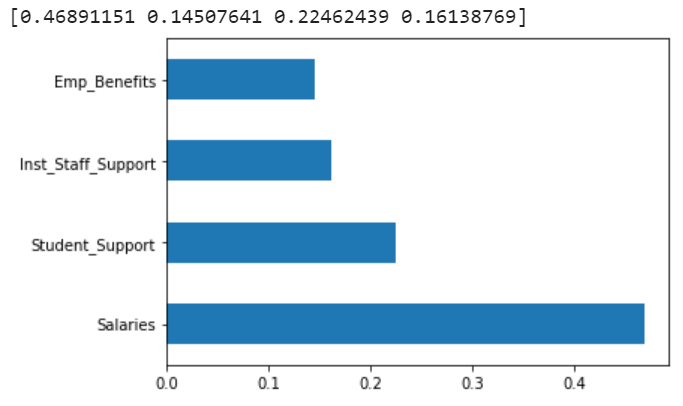 [0.46891151 0.14507641 0.22462439 0.16138769]
Emp_Benefits
Inst_Staff_Support
Student_Support
Salaries
0.0 0.1 0.2 0.3 0.4